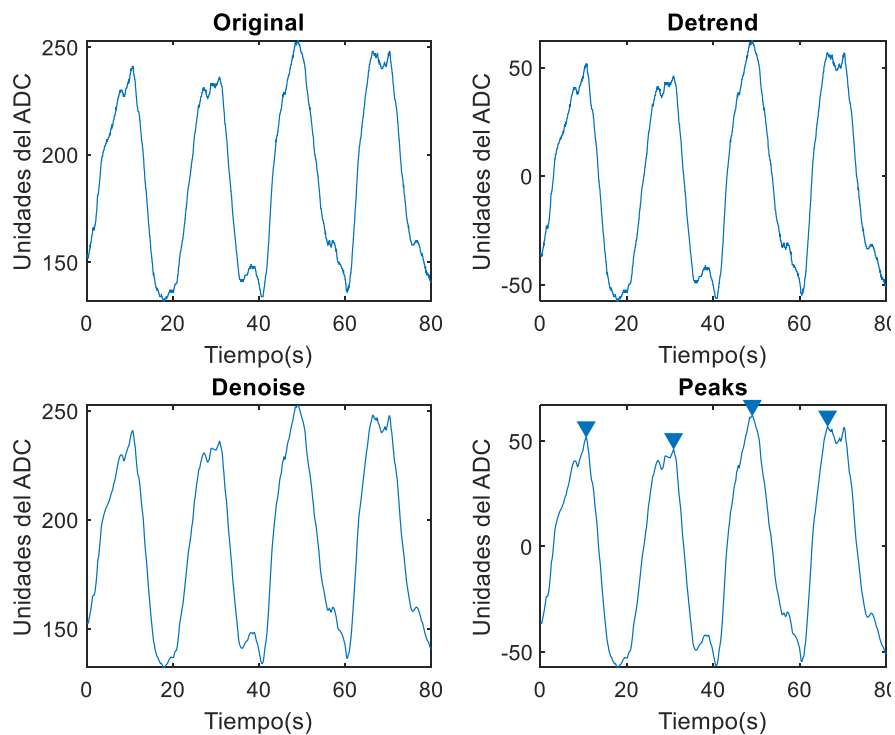 Original
250
200
150
Unidades del ADC
0 20 40 60 80
Tiempo(s)
Detrend
50
0
-50
Unidades del ADC
0 20 40 60 80
Tiempo(s)
Denoise
250
200
150
Unidades del ADC
0 20 40 60 80
Tiempo(s)
Peaks
50
0
-50
Unidades del ADC
0 20 40 60 80
Tiempo(s)